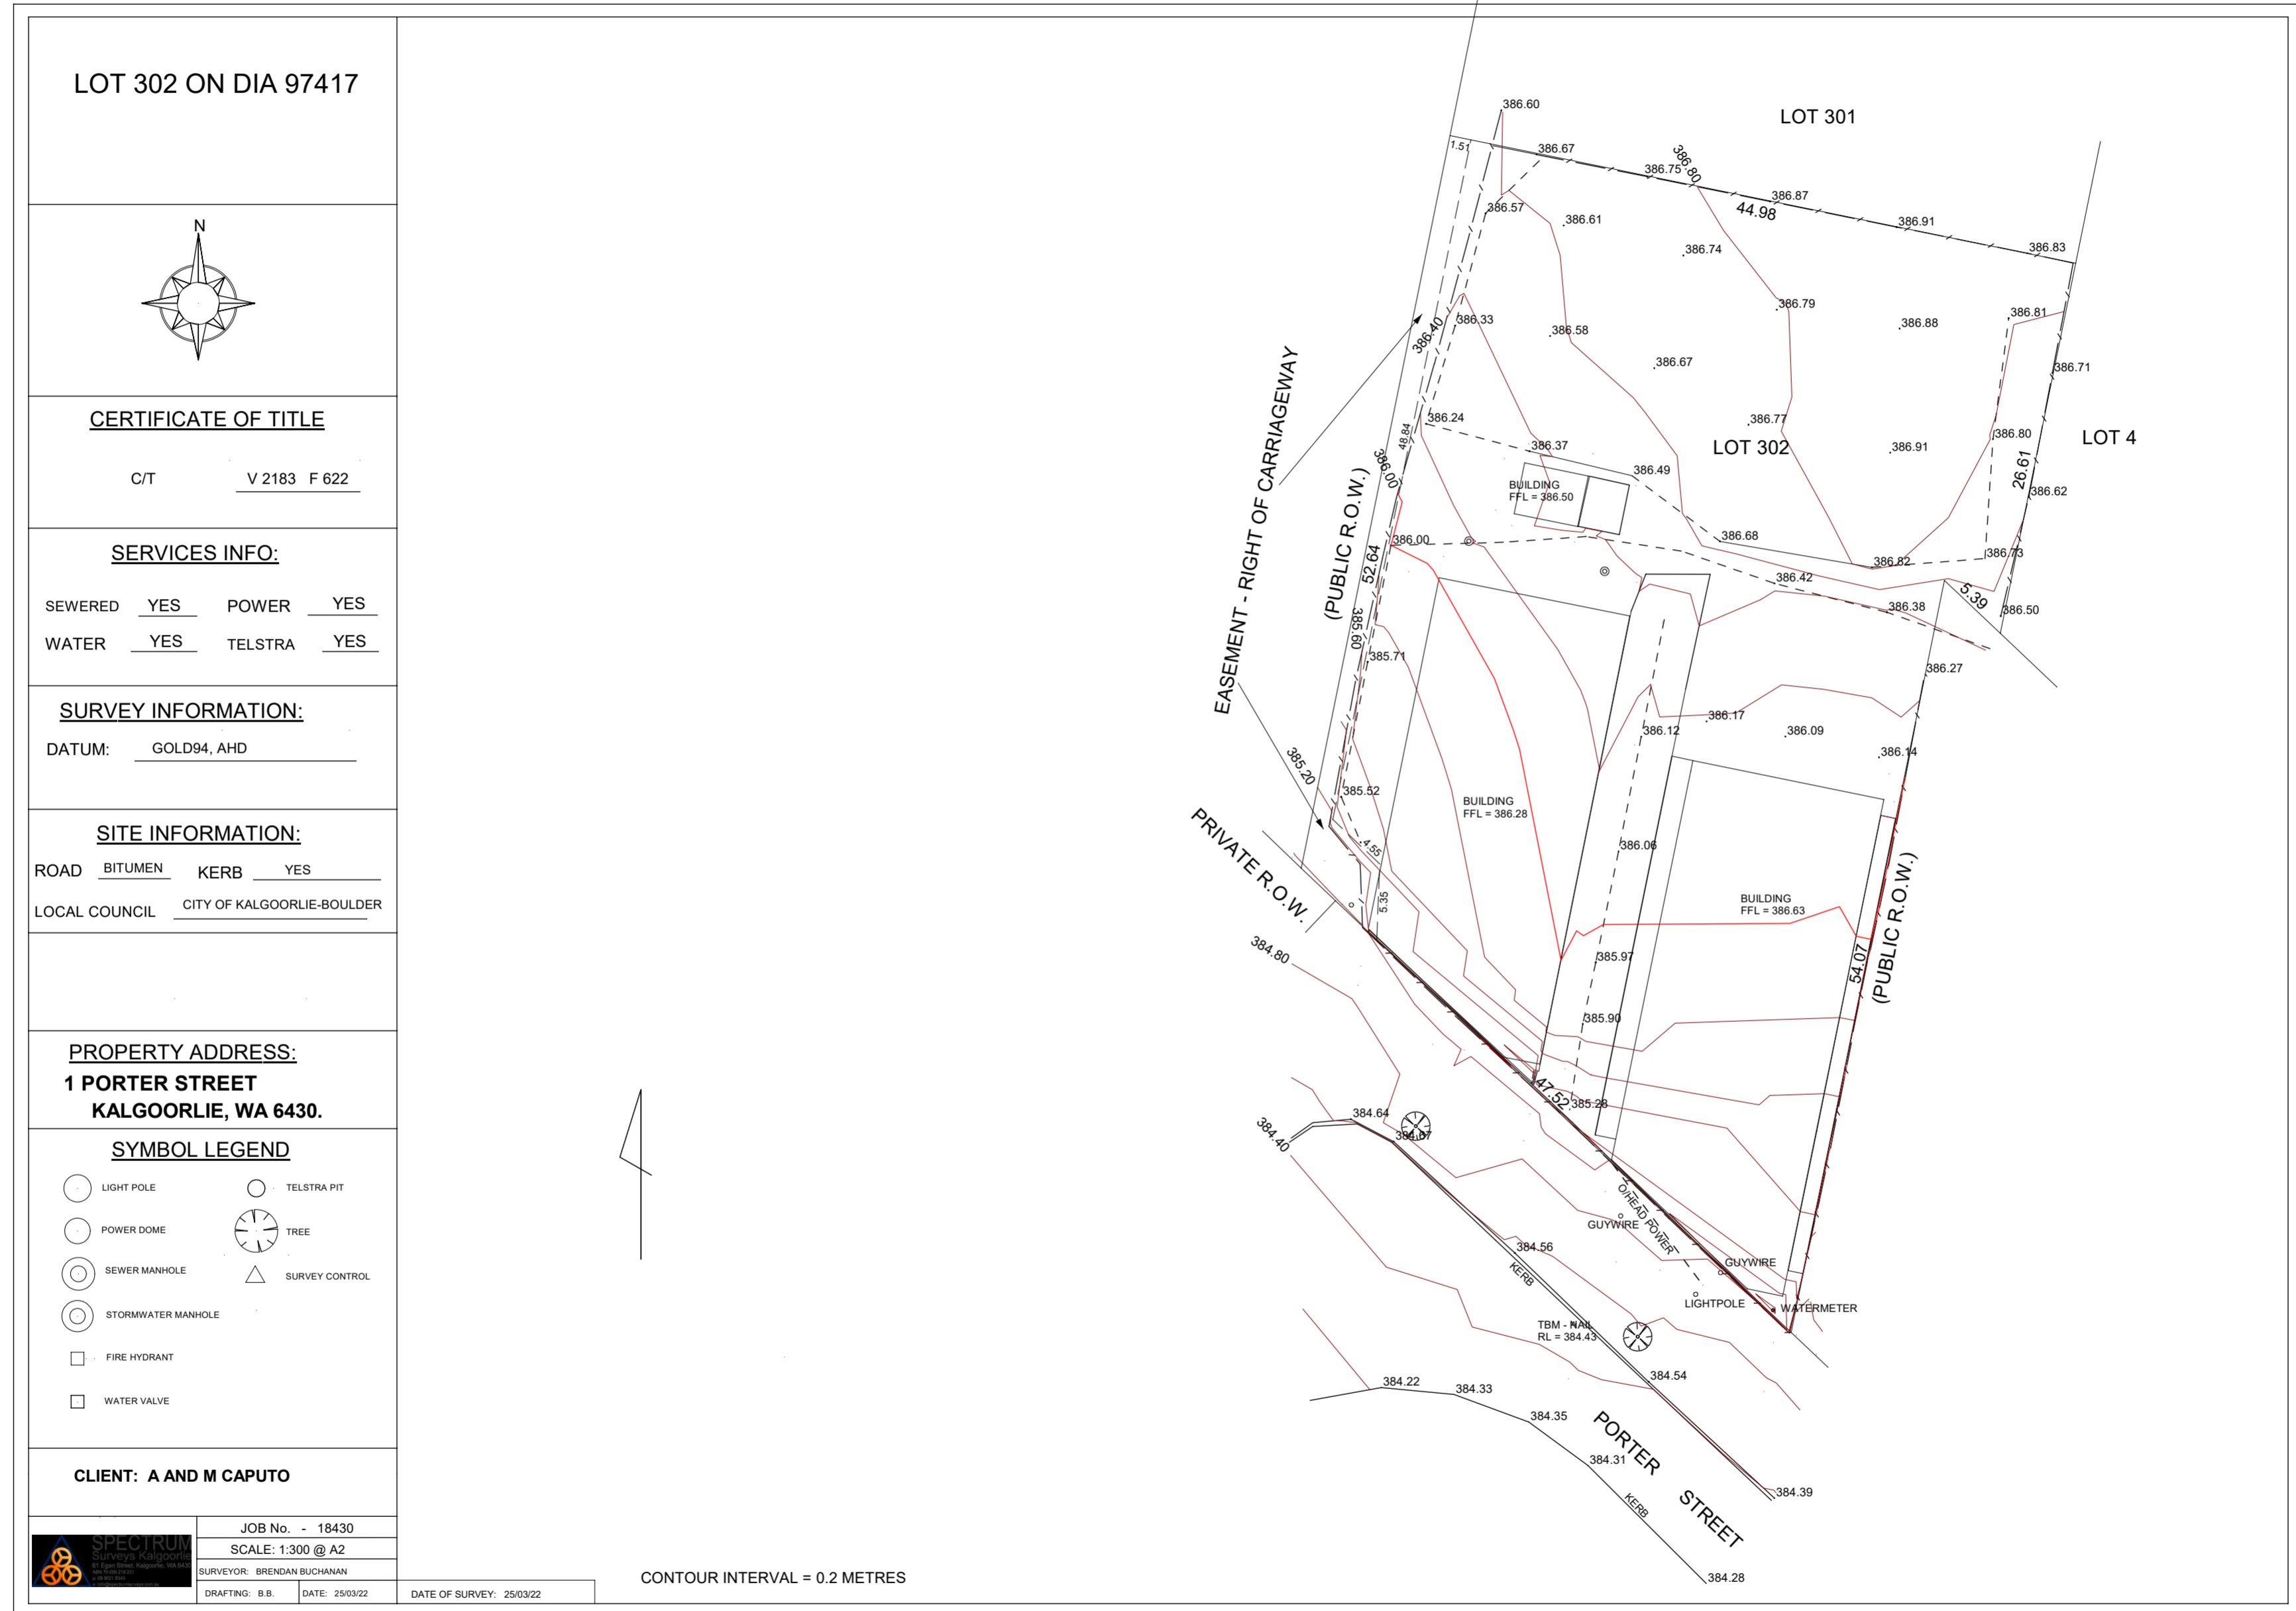 LOT 302 ON DIA 97417
N
CERTIFICATE OF TITLE
C/T V 2183 F 622
SERVICES INFO:
SEWERED YES POWER YES
WATER YES TELSTRA YES
SURVEY INFORMATION:
DATUM: GOLD94, AHD
SITE INFORMATION:
ROAD BITUMEN KERB YES
LOCAL COUNCIL CITY OF KALGOORLIE-BOULDER
PROPERTY ADDRESS:
1 PORTER STREET
KALGOORLIE, WA 6430.
SYMBOL LEGEND
LIGHT POLE TELSTRA PIT
POWER DOME TREE
SEWER MANHOLE SURVEY CONTROL
STORMWATER MANHOLE
FIRE HYDRANT
WATER VALVE
CLIENT: A AND M CAPUTO
SPECTRUM
Surveys Kalgoorlie
JOB No. - 18430
SCALE: 1:300 @ A2
SURVEYOR: BRENDAN BUCHANAN
DRAFTING: B.B. DATE: 25/03/22
DATE OF SURVEY: 25/03/22
CONTOUR INTERVAL = 0.2 METRES
386.60
LOT 301
1.51
386.67
386.75
386.80
386.87
44.98
386.91
386.83
386.57
386.61
386.74
386.79
386.81
386.88
386.40
386.33
386.58
386.67
386.71
EASEMENT - RIGHT OF CARRIAGEWAY
386.24
48.84
386.37
386.77
LOT 302
386.91
386.80
LOT 4
26.61
386.00
386.49
BUILDING
FFL = 386.50
386.62
(PUBLIC R.O.W.)
52.64
386.00
386.68
386.82
386.73
386.42
386.38
5.39
386.50
385.60
385.71
386.27
386.12
386.17
386.09
386.14
385.20
385.52
BUILDING
FFL = 386.28
PRIVATE R.O.W.
4.55
386.06
5.35
BUILDING
FFL = 386.63
(PUBLIC R.O.W.)
54.07
384.80
385.97
385.90
47.52
385.28
384.40
384.64
384.67
O/HEAD POWER
GUYWIRE
384.56
KERB
GUYWIRE
LIGHTPOLE
WATERMETER
TBM - NAIL
RL = 384.43
384.54
384.22
384.33
384.35
384.31
PORTER STREET
384.39
KERB
384.28